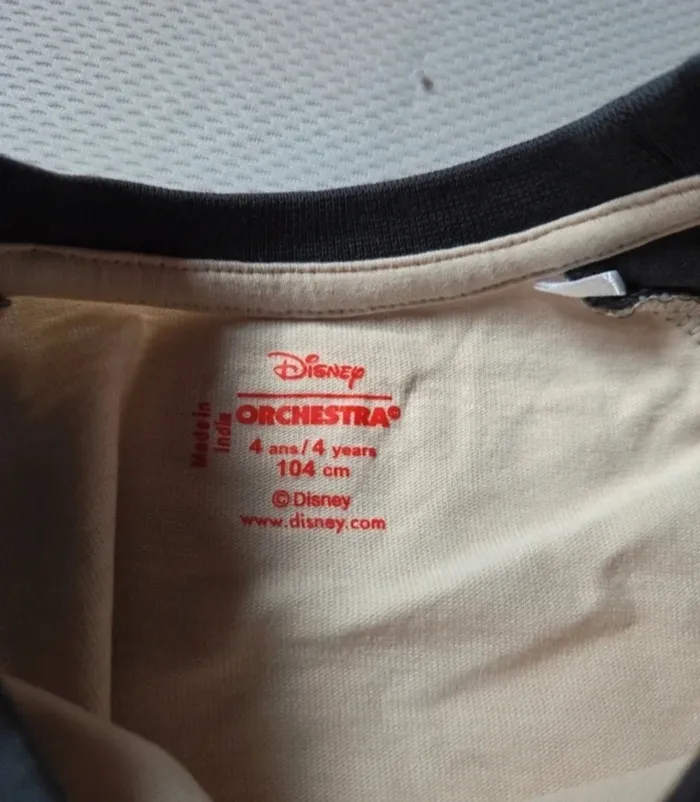 Disney
ORCHESTRA®
Made in
India
4 ans/4 years
104 cm
©Disney
www.disney.com